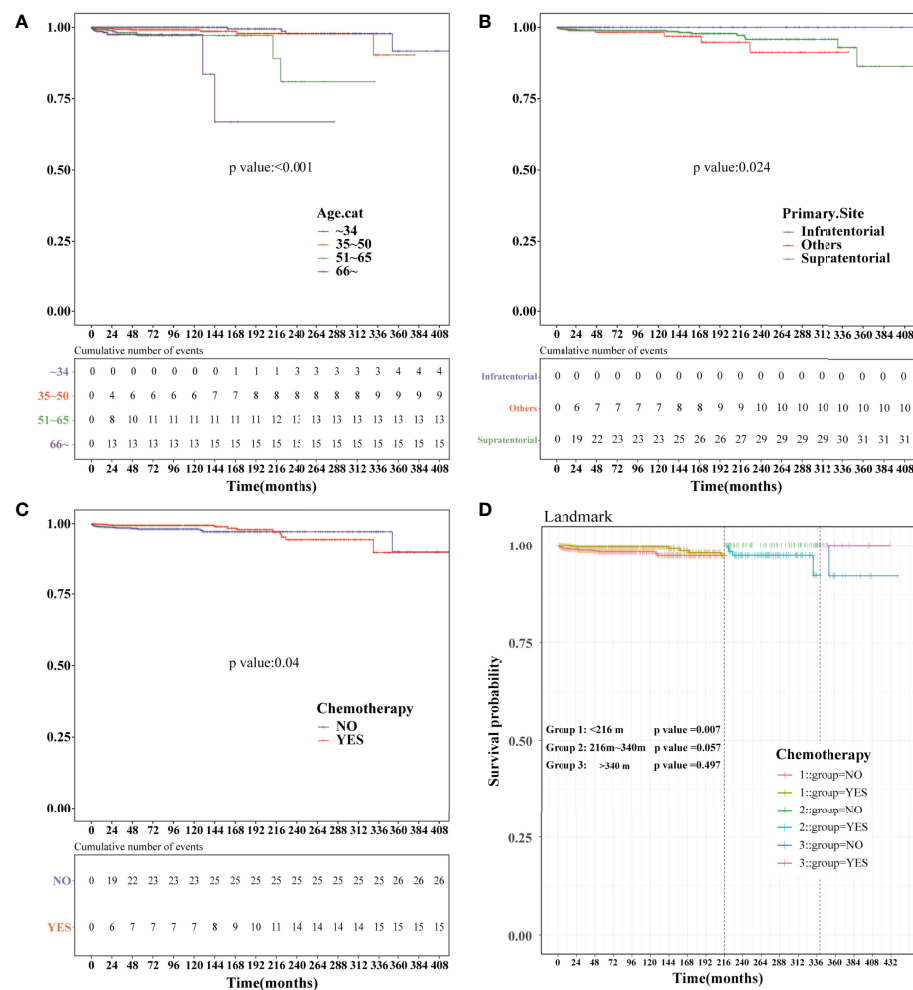 A
1.00
0.75
0.50
0.25
0.00
p value:<0.001
Age.cat
~34
35~50
51~65
66~
0 24 48 72 96 120 144 168 192 216 240 264 288 312 336 360 384 408
Cumulative number of events
~34 0 0 0 0 0 0 0 1 1 1 3 3 3 3 3 4 4 4
35~50 0 4 6 6 6 6 7 7 8 8 8 8 8 8 9 9 9 9
51~65 0 8 10 11 11 11 11 11 11 12 13 13 13 13 13 13 13 13
66~ 0 13 13 13 13 13 15 15 15 15 15 15 15 15 15 15 15 15
0 24 48 72 96 120 144 168 192 216 240 264 288 312 336 360 384 408
Time(months)
B
1.00
0.75
0.50
0.25
0.00
p value:0.024
Primary.Site
Infratentorial
Others
Supratentorial
0 24 48 72 96 120 144 168 192 216 240 264 288 312 336 360 384 408
Cumulative number of events
Infratentorial 0 0 0 0 0 0 0 0 0 0 0 0 0 0 0 0 0 0
Others 0 6 7 7 7 7 8 8 9 9 10 10 10 10 10 10 10 10
Supratentorial 0 19 22 23 23 23 25 26 26 27 29 29 29 29 30 31 31 31
0 24 48 72 96 120 144 168 192 216 240 264 288 312 336 360 384 408
Time(months)
C
1.00
0.75
0.50
0.25
0.00
p value:0.04
Chemotherapy
NO
YES
0 24 48 72 96 120 144 168 192 216 240 264 288 312 336 360 384 408
Cumulative number of events
NO 0 19 22 23 23 23 25 25 25 25 25 25 25 25 25 26 26 26
YES 0 6 7 7 7 7 8 9 10 11 14 14 14 14 15 15 15 15
0 24 48 72 96 120 144 168 192 216 240 264 288 312 336 360 384 408
Time(months)
D
Landmark
1.00
0.75
0.50
0.25
0.00
Survival probability
Group 1: <216 m p value =0.007
Group 2: 216m~340m p value =0.057
Group 3: >340 m p value =0.497
Chemotherapy
1::group=NO
1::group=YES
2::group=NO
2::group=YES
3::group=NO
3::group=YES
0 24 48 72 96 120 144 168 192 216 240 264 288 312 336 360 384 408 432
Time(months)